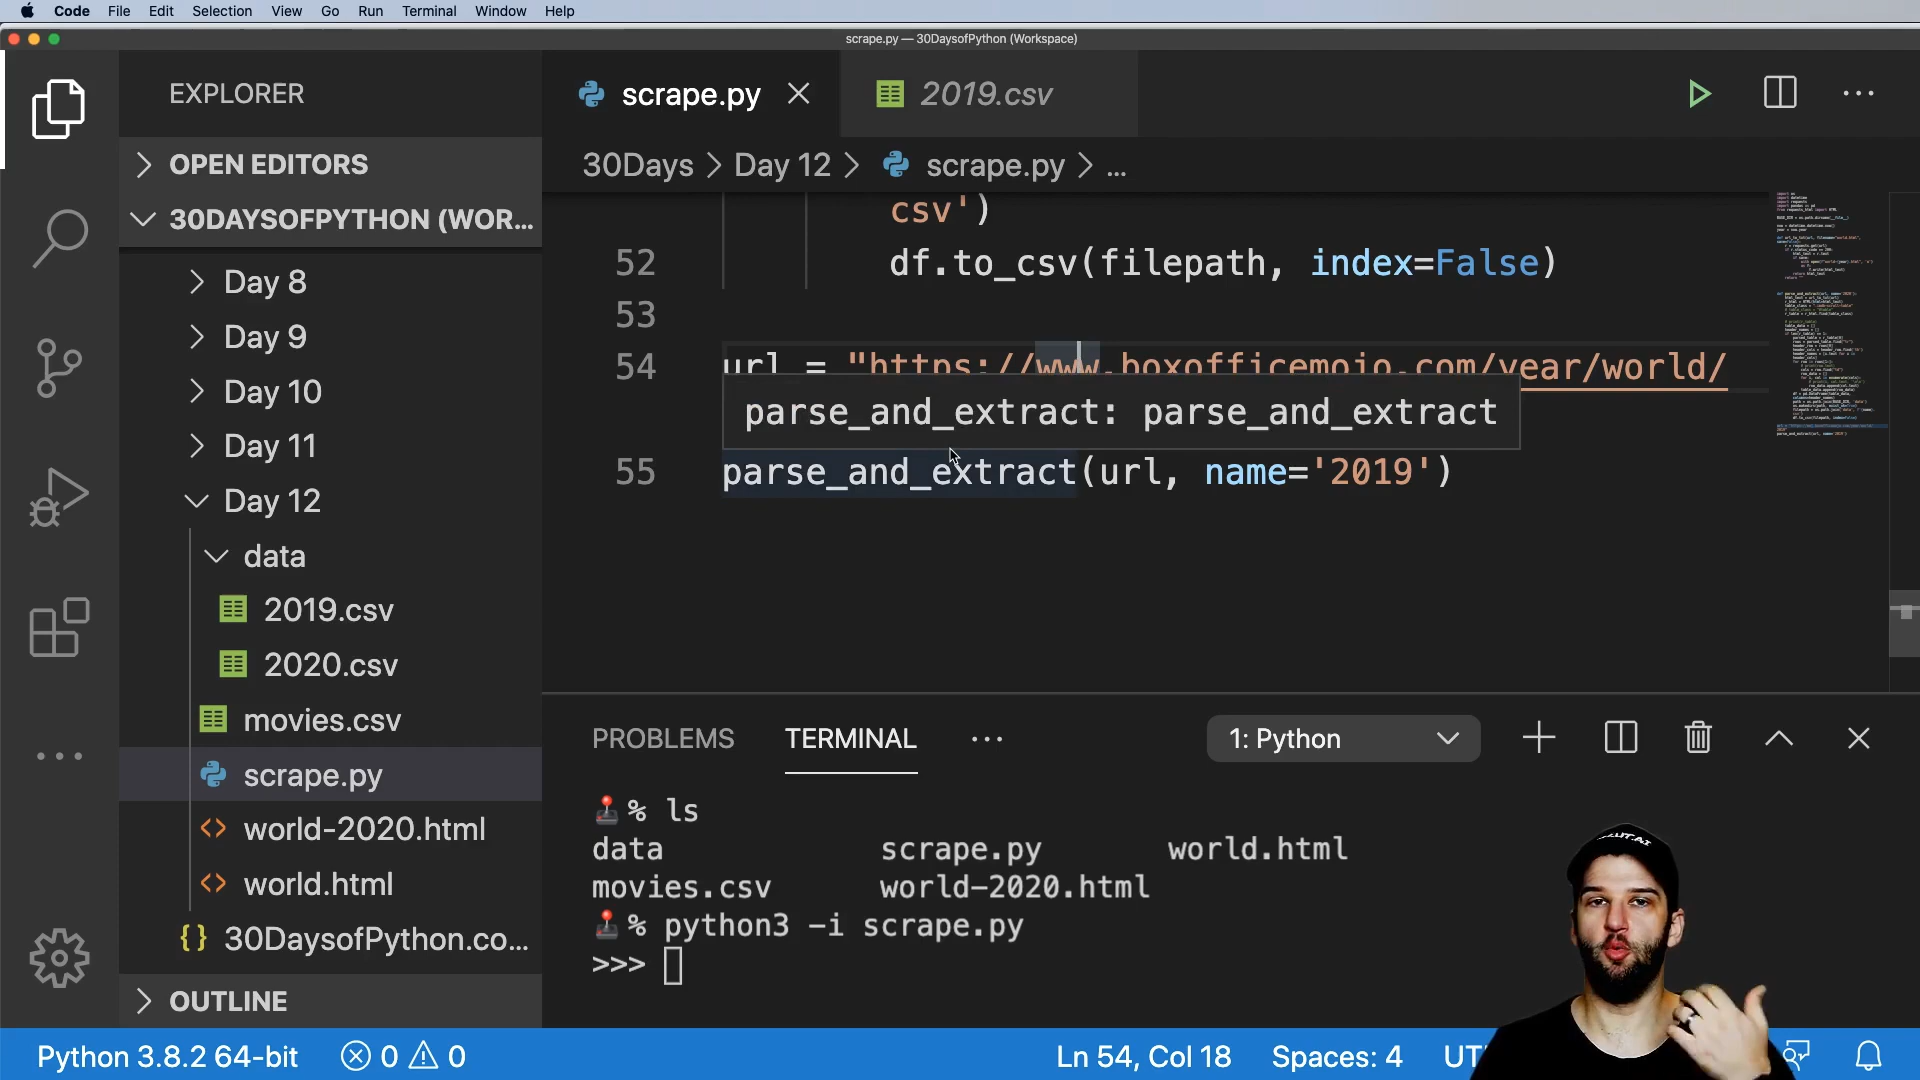 Code File Edit Selection View Go Run Terminal Window Help
scrape.py — 30DaysofPython (Workspace)
EXPLORER
OPEN EDITORS
30DAYSOFPYTHON (WOR...
Day 8
Day 9
Day 10
Day 11
Day 12
data
2019.csv
2020.csv
movies.csv
scrape.py
world-2020.html
world.html
30DaysofPython.co...
OUTLINE
scrape.py
2019.csv
30Days > Day 12 > scrape.py > ...
csv')
52 df.to_csv(filepath, index=False)
53
54 url = "https://www.boxofficemojo.com/year/world/
parse_and_extract: parse_and_extract
55 parse_and_extract(url, name='2019')
PROBLEMS TERMINAL ... 1: Python
% ls
data scrape.py world.html
movies.csv world-2020.html
% python3 -i scrape.py
>>>
Python 3.8.2 64-bit 0 0 Ln 54, Col 18 Spaces: 4